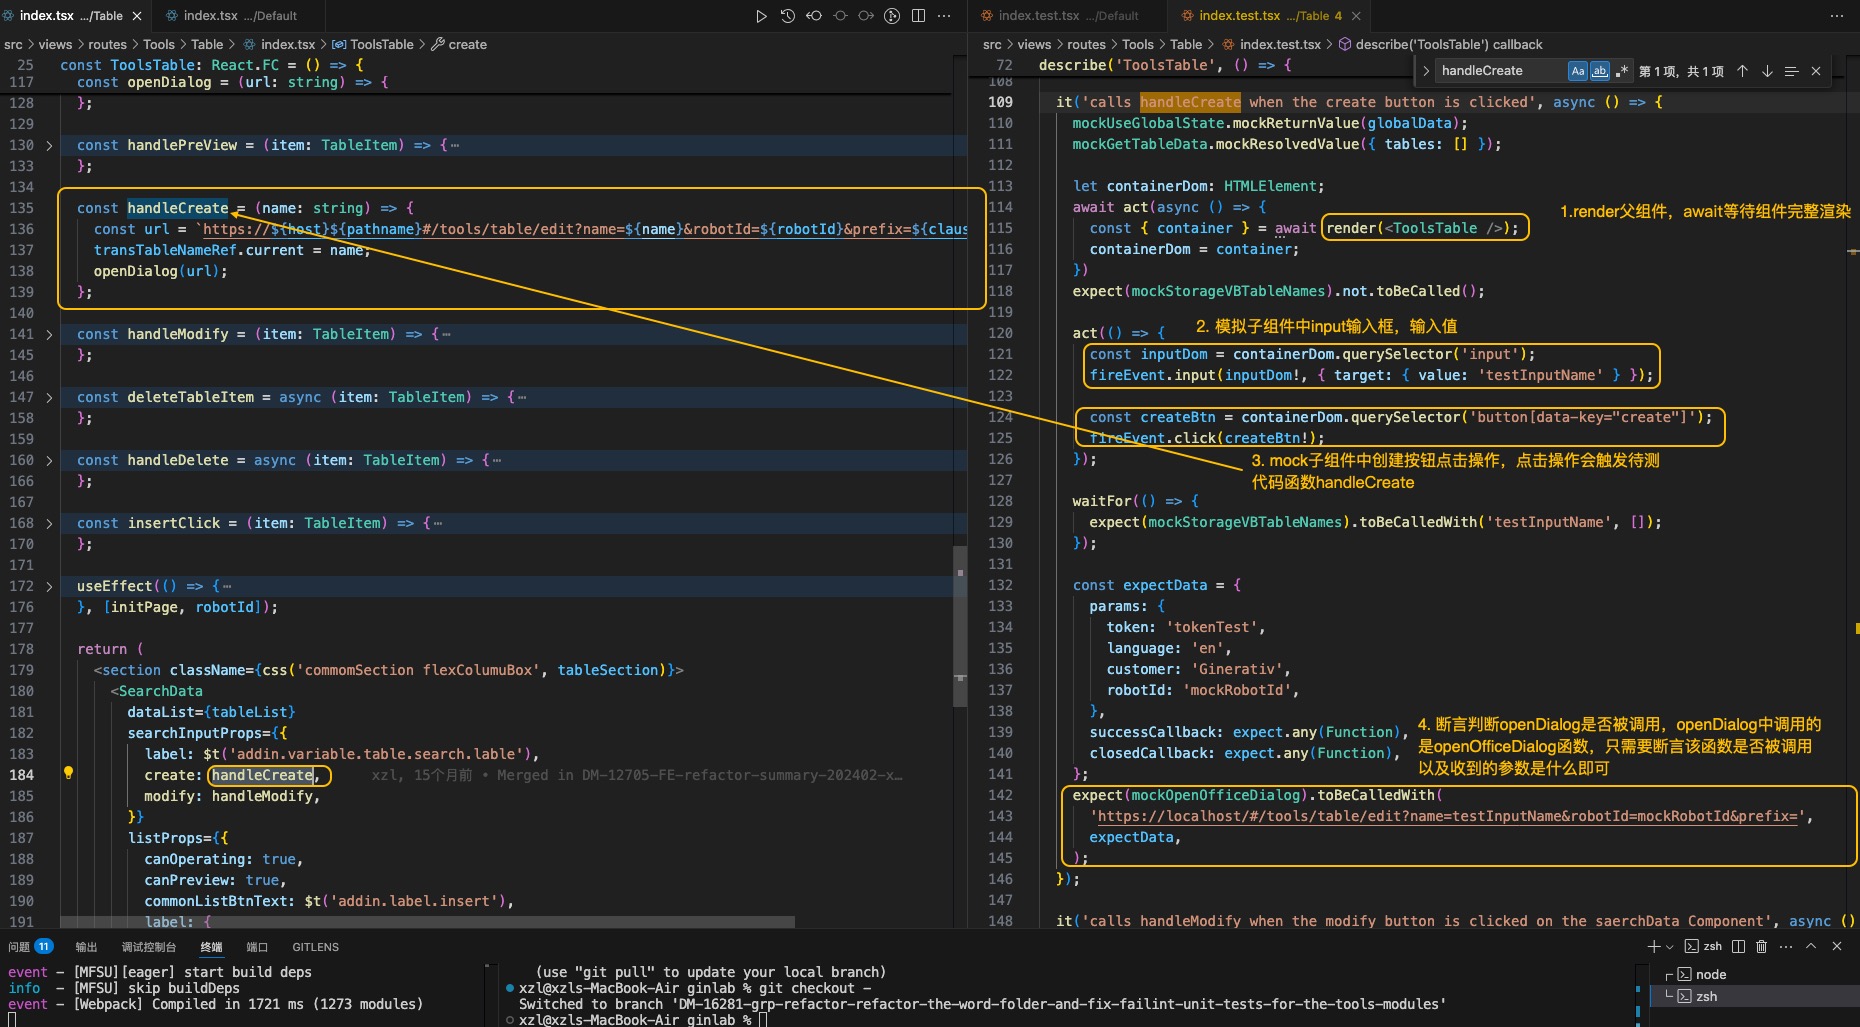 index.tsx .../Table
index.tsx .../Default
src > views > routes > Tools > Table > index.tsx > ToolsTable > create
25 const ToolsTable: React.FC = () => {
117 const openDialog = (url: string) => {
128 };
129
130 const handlePreView = (item: TableItem) => {…
133 };
134
135 const handleCreate = (name: string) => {
136 const url = `https://${host}${pathname}#/tools/table/edit?name=${name}&robotId=${robotId}&prefix=${claus
137 transTableNameRef.current = name;
138 openDialog(url);
139 };
140
141 const handleModify = (item: TableItem) => {…
145 };
146
147 const deleteTableItem = async (item: TableItem) => {…
158 };
159
160 const handleDelete = async (item: TableItem) => {…
166 };
167
168 const insertClick = (item: TableItem) => {…
170 };
171
172 useEffect(() => {…
176 }, [initPage, robotId]);
177
178 return (
179 <section className={css('commomSection flexColumuBox', tableSection)}>
180 <SearchData
181 dataList={tableList}
182 searchInputProps={{
183 label: $t('addin.variable.table.search.lable'),
184 create: handleCreate, xzl, 15个月前 • Merged in DM-12705-FE-refactor-summary-202402-x…
185 modify: handleModify,
186 }}
187 listProps={{
188 canOperating: true,
189 canPreview: true,
190 commonListBtnText: $t('addin.label.insert'),
191 label: {
index.test.tsx .../Default
index.test.tsx .../Table 4
src > views > routes > Tools > Table > index.test.tsx > describe('ToolsTable') callback
72 describe('ToolsTable', () => {
handleCreate Aa ab .* 第 1 项，共 1 项
108
109 it('calls handleCreate when the create button is clicked', async () => {
110 mockUseGlobalState.mockReturnValue(globalData);
111 mockGetTableData.mockResolvedValue({ tables: [] });
112
113 let containerDom: HTMLElement;
114 await act(async () => {
1.render父组件，await等待组件完整渲染
115 const { container } = await render(<ToolsTable />);
116 containerDom = container;
117 })
118 expect(mockStorageVBTableNames).not.toBeCalled();
119
120 act(() => {
2. 模拟子组件中input输入框，输入值
121 const inputDom = containerDom.querySelector('input');
122 fireEvent.input(inputDom!, { target: { value: 'testInputName' } });
123
124 const createBtn = containerDom.querySelector('button[data-key="create"]');
125 fireEvent.click(createBtn!);
126 });
3. mock子组件中创建按钮点击操作，点击操作会触发待测
代码函数handleCreate
127
128 waitFor(() => {
129 expect(mockStorageVBTableNames).toBeCalledWith('testInputName', []);
130 });
131
132 const expectData = {
133 params: {
134 token: 'tokenTest',
135 language: 'en',
136 customer: 'Ginerativ',
137 robotId: 'mockRobotId',
138 },
139 successCallback: expect.any(Function),
140 closedCallback: expect.any(Function),
141 };
4. 断言判断openDialog是否被调用，openDialog中调用的
是openOfficeDialog函数，只需要断言该函数是否被调用
以及收到的参数是什么即可
142 expect(mockOpenOfficeDialog).toBeCalledWith(
143 'https://localhost/#/tools/table/edit?name=testInputName&robotId=mockRobotId&prefix=',
144 expectData,
145 );
146 });
147
148 it('calls handleModify when the modify button is clicked on the saerchData Component', async ()
问题 11 输出 调试控制台 终端 端口 GITLENS
zsh
event - [MFSU][eager] start build deps
info - [MFSU] skip buildDeps
event - [Webpack] Compiled in 1721 ms (1273 modules)
(use "git pull" to update your local branch)
xzl@xzls-MacBook-Air ginlab % git checkout -
Switched to branch 'DM-16281-grp-refactor-refactor-the-word-folder-and-fix-failint-unit-tests-for-the-tools-modules'
xzl@xzls-MacBook-Air ginlab %
node
zsh